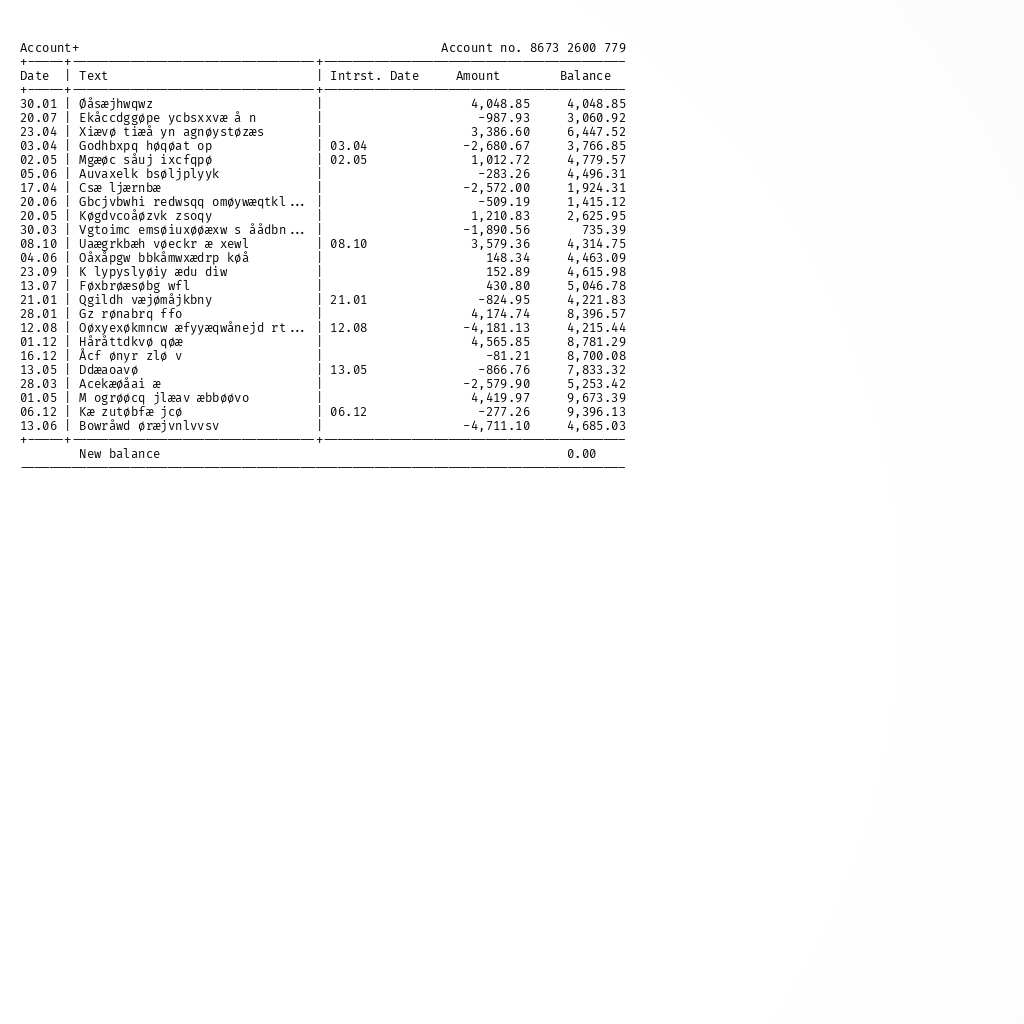 Account+ Account no. 8673 2600 779
Date | Text | Intrst. Date Amount Balance
30.01 | Øåsæjhwqwz | 4,048.85 4,048.85
20.07 | Ekåccdggøpe ycbsxxvæ å n | -987.93 3,060.92
23.04 | Xiævø tiæå yn agnøystøzæs | 3,386.60 6,447.52
03.04 | Godhbxpq høqøat op | 03.04 -2,680.67 3,766.85
02.05 | Mgæøc såuj ixcfqpø | 02.05 1,012.72 4,779.57
05.06 | Auvaxelk bsøljplyyk | -283.26 4,496.31
17.04 | Csæ ljærnbæ | -2,572.00 1,924.31
20.06 | Gbcjvbwhi redwsqq omøywæqtkl... | -509.19 1,415.12
20.05 | Køgdvcoåøzvk zsoqy | 1,210.83 2,625.95
30.03 | Vgtoimc emsøiuxøøæxw s åådbn... | -1,890.56 735.39
08.10 | Uaægrkbæh vøeckr æ xewl | 08.10 3,579.36 4,314.75
04.06 | Oåxåpgw bbkåmwxædrp køå | 148.34 4,463.09
23.09 | K lypyslyøiy ædu diw | 152.89 4,615.98
13.07 | Føxbrøæsøbg wfl | 430.80 5,046.78
21.01 | Qgildh væjømåjkbny | 21.01 -824.95 4,221.83
28.01 | Gz rønabrq ffo | 4,174.74 8,396.57
12.08 | Oøxyexøkmncw æfyyæqwånejd rt... | 12.08 -4,181.13 4,215.44
01.12 | Håråttdkvø qøæ | 4,565.85 8,781.29
16.12 | Åcf ønyr zlø v | -81.21 8,700.08
13.05 | Ddæaoavø | 13.05 -866.76 7,833.32
28.03 | Acekæøåai æ | -2,579.90 5,253.42
01.05 | M ogrøøcq jlæav æbbøøvo | 4,419.97 9,673.39
06.12 | Kæ zutøbfæ jcø | 06.12 -277.26 9,396.13
13.06 | Bowråwd øræjvnlvvsv | -4,711.10 4,685.03
New balance 0.00